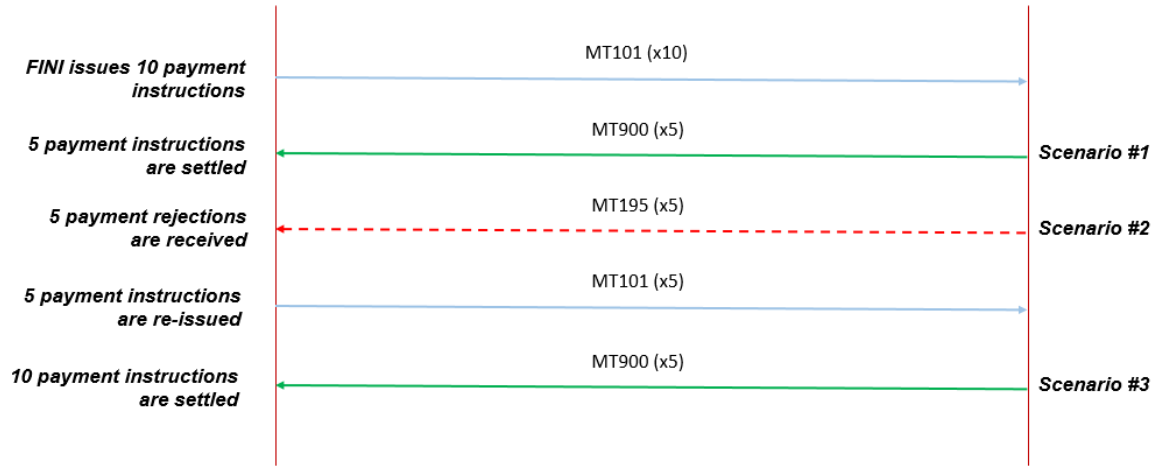 MT101 (x10)
FINI issues 10 payment
instructions
MT900 (x5)
5 payment instructions
are settled
Scenario #1
MT195 (x5)
5 payment rejections
are received
Scenario #2
MT101 (x5)
5 payment instructions
are re-issued
MT900 (x5)
10 payment instructions
are settled
Scenario #3